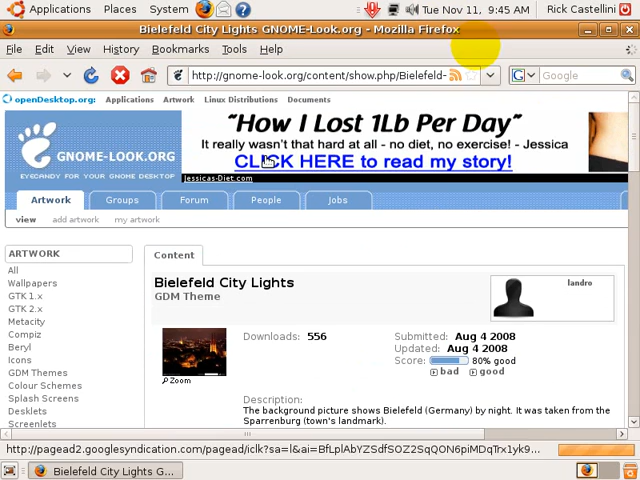 Applications Places System Tue Nov 11, 9:45 AM Rick Castellini
Bielefeld City Lights GNOME-Look.org - Mozilla Firefox
File Edit View History Bookmarks Tools Help
http://gnome-look.org/content/show.php/Bielefeld- G Google
openDesktop.org: Applications Artwork Linux Distributions Documents
GNOME-LOOK.ORG
EYECANDY FOR YOUR GNOME DESKTOP
"How I Lost 1Lb Per Day"
It really wasn't that hard at all - no diet, no exercise! - Jessica
CLICK HERE to read my story!
Jessicas-Diet.com
Artwork Groups Forum People Jobs
view add artwork my artwork
ARTWORK
All
Wallpapers
GTK 1.x
GTK 2.x
Metacity
Compiz
Beryl
Icons
GDM Themes
Colour Schemes
Splash Screens
Desklets
Screenlets
Content
Bielefeld City Lights
GDM Theme
landro
Zoom
Downloads: 556
Submitted: Aug 4 2008
Updated: Aug 4 2008
Score: 80% good
bad good
Description:
The background picture shows Bielefeld (Germany) by night. It was taken from the
Sparrenburg (town's landmark).
http://pagead2.googlesyndication.com/pagead/iclk?sa=l&ai=BfLplAbYZSdfSOZ2SqQON6piMDqTrx1yk9...
Bielefeld City Lights G...